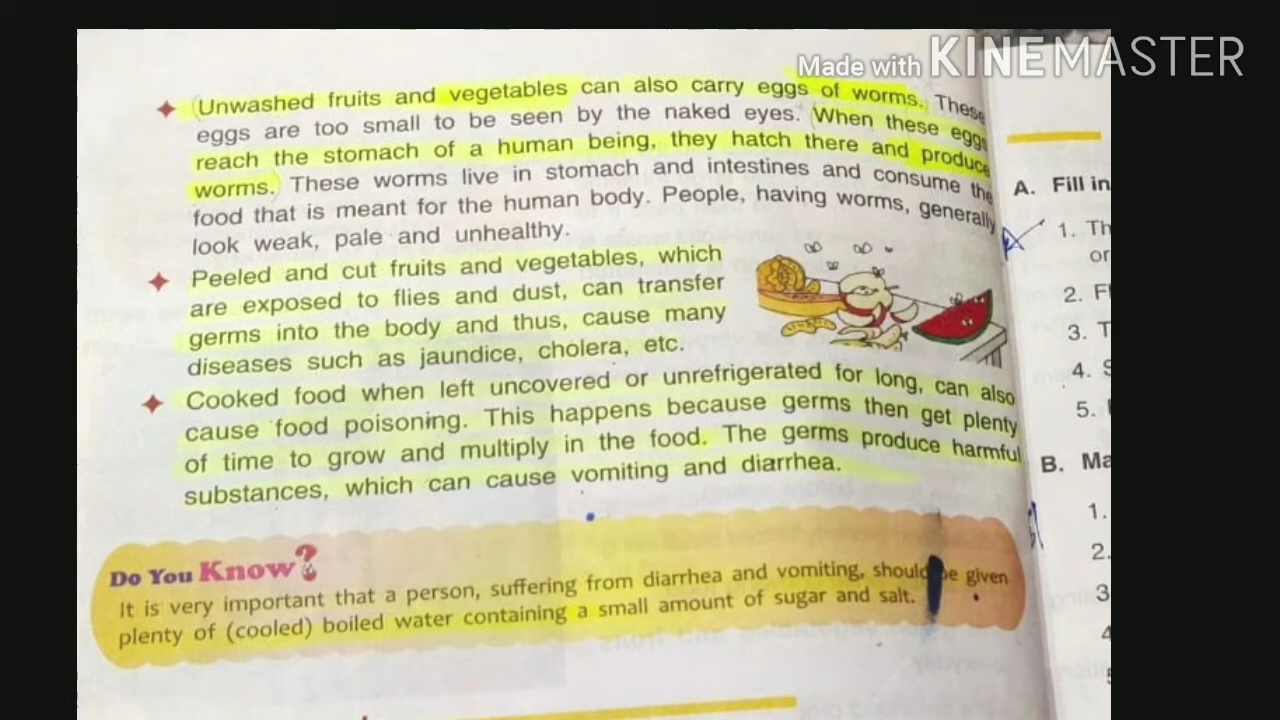 Made with KINEMASTER
Unwashed fruits and vegetables can also carry eggs of worms. These
eggs are too small to be seen by the naked eyes. When these eggs
reach the stomach of a human being, they hatch there and produce
worms. These worms live in stomach and intestines and consume the
food that is meant for the human body. People, having worms, generally
look weak, pale and unhealthy.
Peeled and cut fruits and vegetables, which
are exposed to flies and dust, can transfer
germs into the body and thus, cause many
diseases such as jaundice, cholera, etc.
Cooked food when left uncovered or unrefrigerated for long, can also
cause food poisoning. This happens because germs then get plenty
of time to grow and multiply in the food. The germs produce harmful
substances, which can cause vomiting and diarrhea.
Do You Know?
It is very important that a person, suffering from diarrhea and vomiting, should be given
plenty of (cooled) boiled water containing a small amount of sugar and salt.
A. Fill in
1. Th
or
2. Fl
3. T
4. S
5.
B. Ma
1.
2.
3
4
5